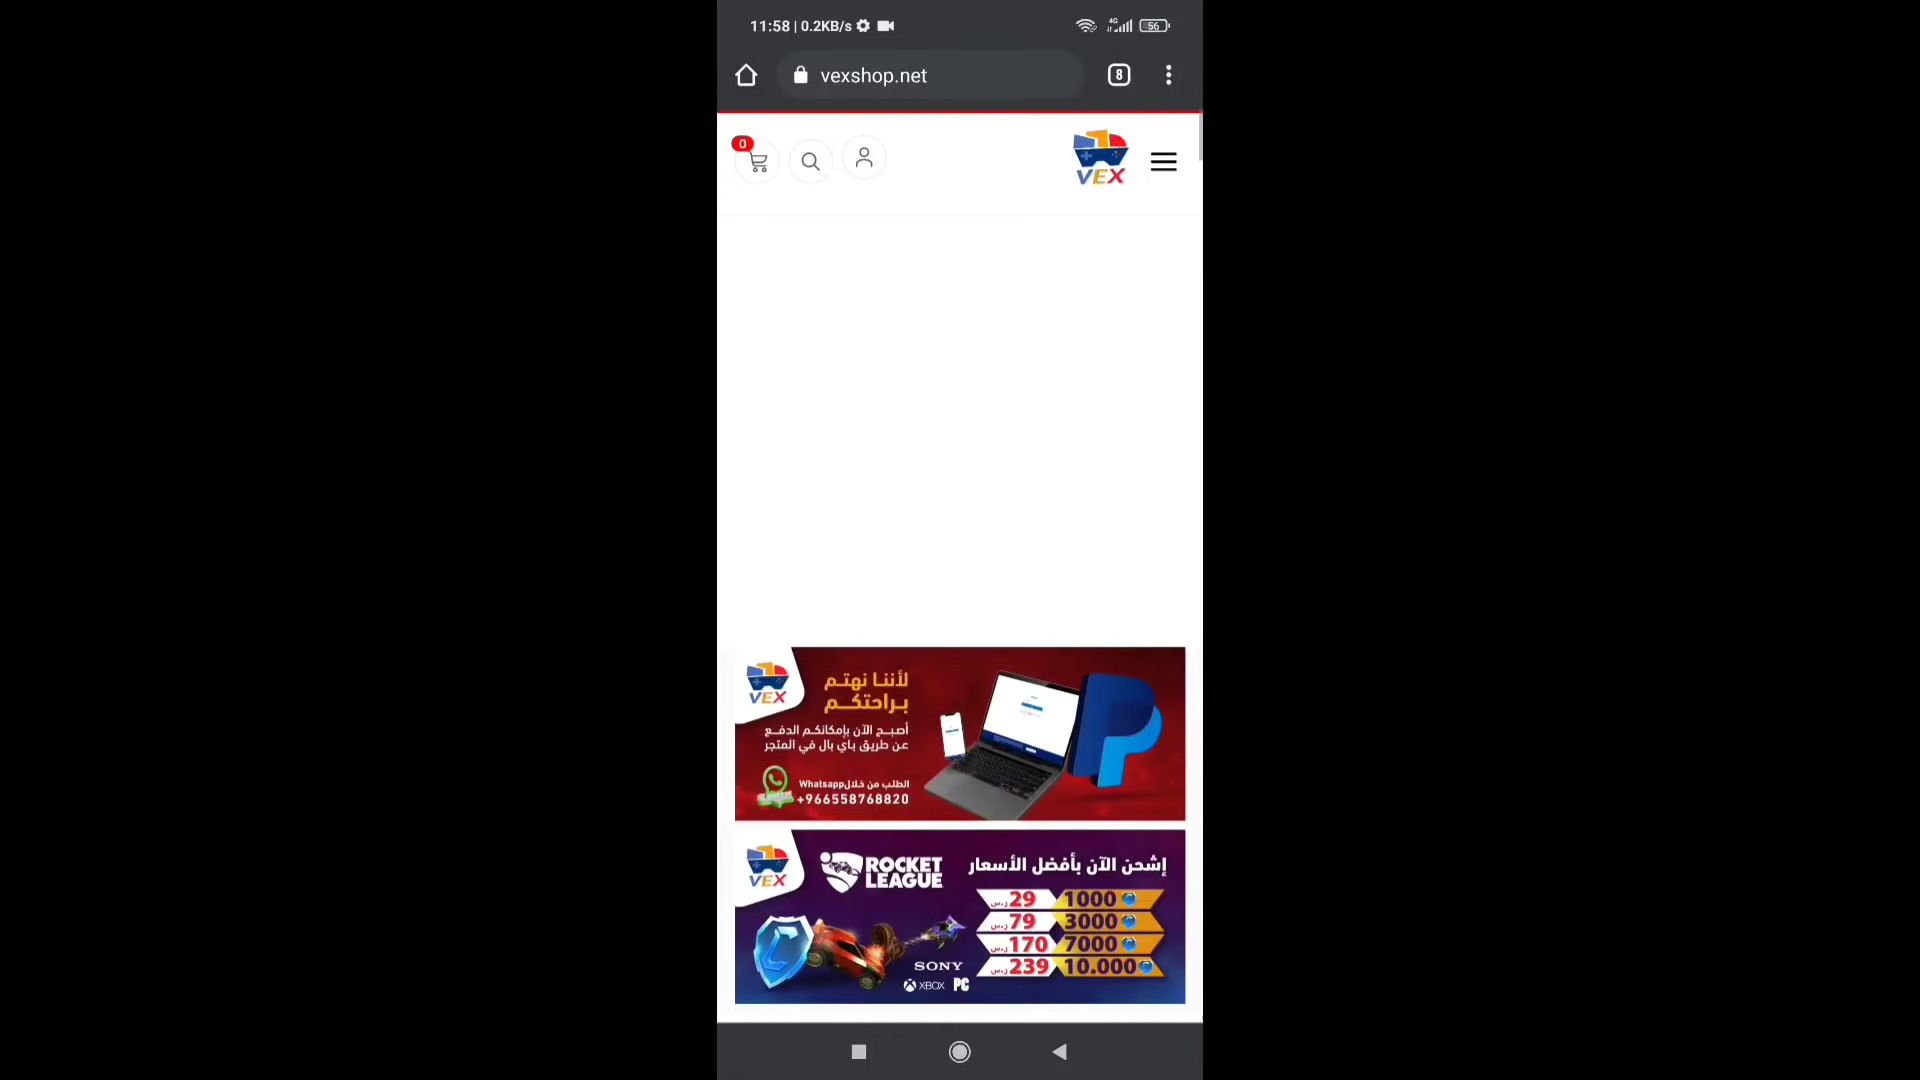 11:58 | 0.2KB/s
4G
56
vexshop.net
8
0
VEX
VEX
لأننا نهتم
براحتكم
أصبح الآن بإمكانكم الدفع
عن طريق باي بال في المتجر
الطلب من خلال Whatsapp
+966558768820
VEX
ROCKET
LEAGUE
إشحن الآن بأفضل الأسعار
1000 29 ر.س
3000 79 ر.س
7000 170 ر.س
10.000 239 ر.س
SONY
XBOX PC